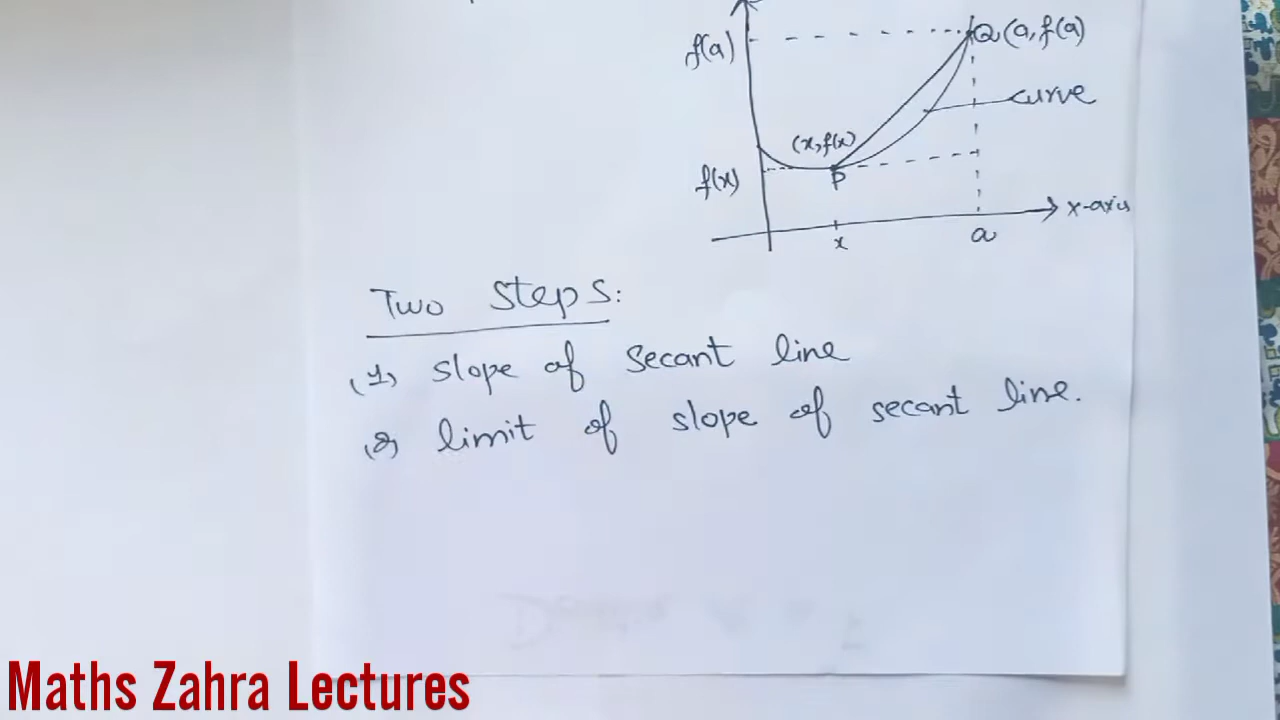 f(a)
Q(a, f(a)
curve
(x, f(x)
f(x)
P
x-axis
x
a
Two Steps:
(1) slope of secant line
(2) limit of slope of secant line.
Maths Zahra Lectures